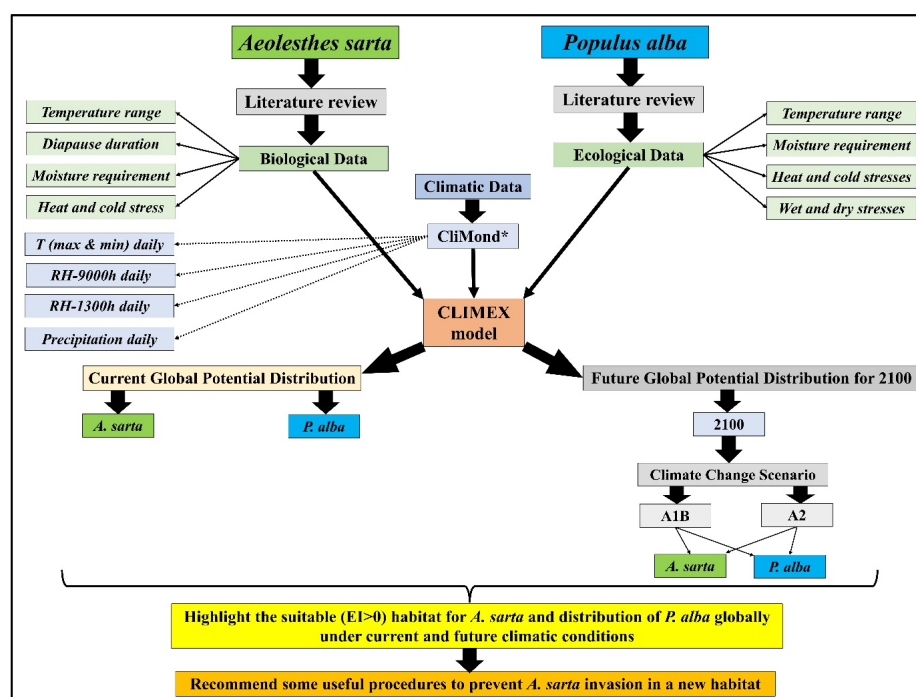 Aeolesthes sarta
Populus alba
Literature review
Literature review
Temperature range
Diapause duration
Moisture requirement
Heat and cold stress
Biological Data
Ecological Data
Temperature range
Moisture requirement
Heat and cold stresses
Wet and dry stresses
Climatic Data
CliMond*
T (max & min) daily
RH-9000h daily
RH-1300h daily
Precipitation daily
CLIMEX
model
Current Global Potential Distribution
A. sarta
P. alba
Future Global Potential Distribution for 2100
2100
Climate Change Scenario
A1B
A2
A. sarta
P. alba
Highlight the suitable (EI>0) habitat for A. sarta and distribution of P. alba globally
under current and future climatic conditions
Recommend some useful procedures to prevent A. sarta invasion in a new habitat